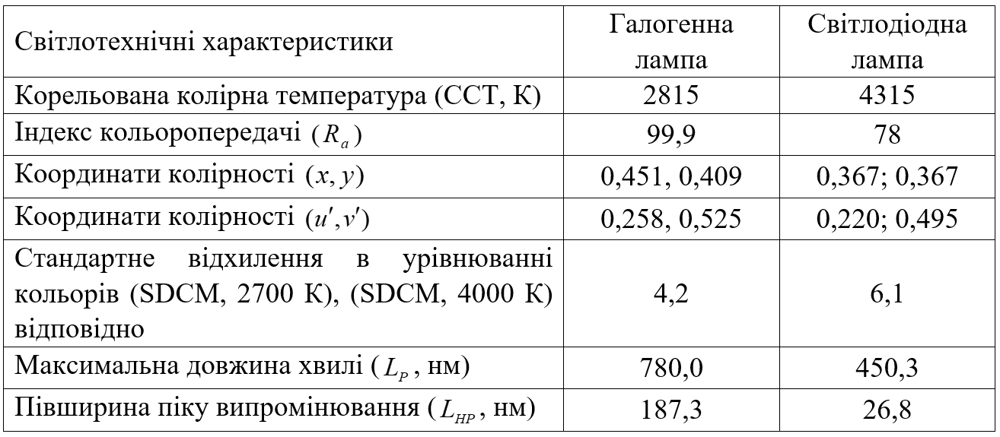 Світлотехнічні характеристики
Галогенна
лампа
Світлодіодна
лампа
Корельована колірна температура (ССТ, К)
2815
4315
Індекс кольоропередачі (R_a)
99,9
78
Координати колірності (x, y)
0,451, 0,409
0,367; 0,367
Координати колірності (u′,v′)
0,258, 0,525
0,220; 0,495
Стандартне відхилення в урівнюванні
кольорів (SDCM, 2700 К), (SDCM, 4000 К)
відповідно
4,2
6,1
Максимальна довжина хвилі (L_P, нм)
780,0
450,3
Півширина піку випромінювання (L_HP, нм)
187,3
26,8